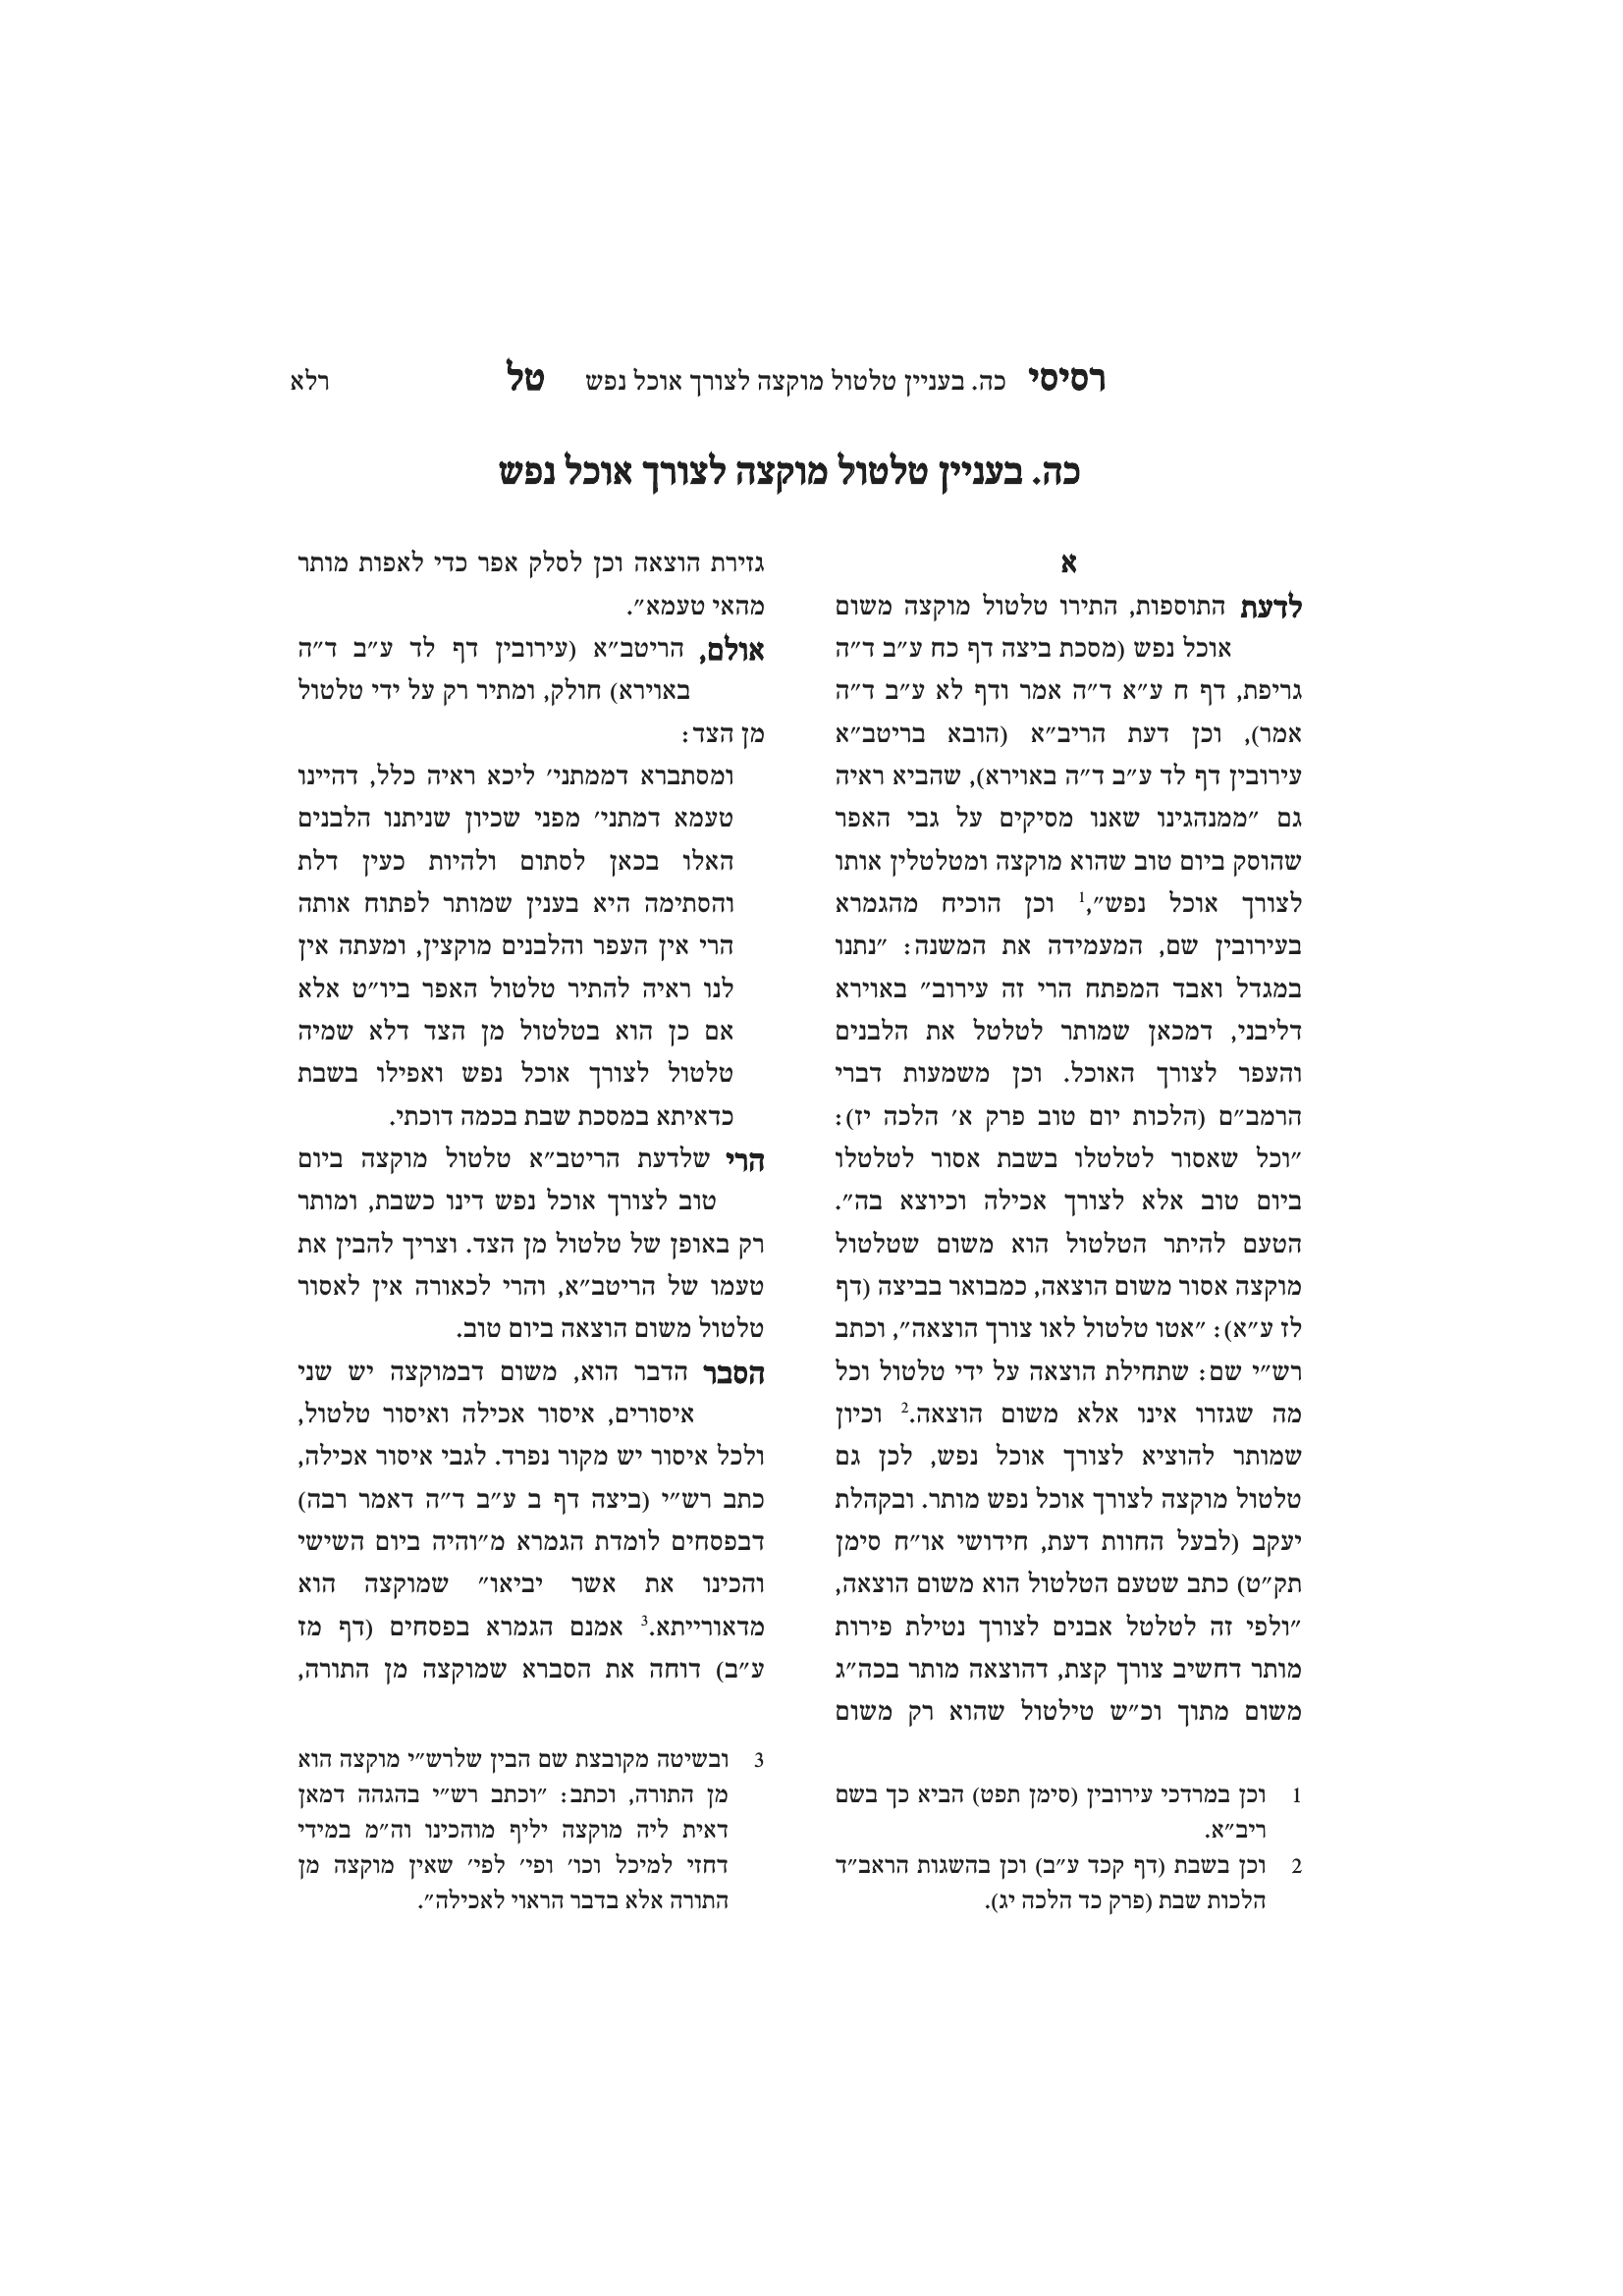 רסיסי כה. בעניין טלטול מוקצה לצורך אוכל נפש טל רלא
כה. בעניין טלטול מוקצה לצורך אוכל נפש
א
לדעת התוספות, התירו טלטול מוקצה משום
אוכל נפש (מסכת ביצה דף כח ע״ב ד״ה
גריפת, דף ח ע״א ד״ה אמר ודף לא ע״ב ד״ה
אמר), וכן דעת הריב״א (הובא בריטב״א
עירובין דף לד ע״ב ד״ה באוירא), שהביא ראיה
גם ״ממנהגינו שאנו מסיקים על גבי האפר
שהוסק ביום טוב שהוא מוקצה ומטלטלין אותו
לצורך אוכל נפש״,1 וכן הוכיח מהגמרא
בעירובין שם, המעמידה את המשנה: ״נתנו
במגדל ואבד המפתח הרי זה עירוב״ באוירא
דליבני, דמכאן שמותר לטלטל את הלבנים
והעפר לצורך האוכל. וכן משמעות דברי
הרמב״ם (הלכות יום טוב פרק א׳ הלכה יז):
״וכל שאסור לטלטלו בשבת אסור לטלטלו
ביום טוב אלא לצורך אכילה וכיוצא בה״.
הטעם להיתר הטלטול הוא משום שטלטול
מוקצה אסור משום הוצאה, כמבואר בביצה (דף
לז ע״א): ״אטו טלטול לאו צורך הוצאה״, וכתב
רש״י שם: שתחילת הוצאה על ידי טלטול וכל
מה שגזרו אינו אלא משום הוצאה.2 וכיון
שמותר להוציא לצורך אוכל נפש, לכן גם
טלטול מוקצה לצורך אוכל נפש מותר. ובקהלת
יעקב (לבעל החוות דעת, חידושי או״ח סימן
תק״ט) כתב שטעם הטלטול הוא משום הוצאה,
״ולפי זה לטלטל אבנים לצורך נטילת פירות
מותר דחשיב צורך קצת, דהוצאה מותר בכה״ג
משום מתוך וכ״ש טילטול שהוא רק משום
1 וכן במרדכי עירובין (סימן תפט) הביא כך בשם
ריב״א.
2 וכן בשבת (דף קכד ע״ב) וכן בהשגות הראב״ד
הלכות שבת (פרק כד הלכה יג).
גזירת הוצאה וכן לסלק אפר כדי לאפות מותר
מהאי טעמא״.
אולם, הריטב״א (עירובין דף לד ע״ב ד״ה
באוירא) חולק, ומתיר רק על ידי טלטול
מן הצד:
ומסתברא דממתני׳ ליכא ראיה כלל, דהיינו
טעמא דמתני׳ מפני שכיון שניתנו הלבנים
האלו בכאן לסתום ולהיות כעין דלת
והסתימה היא בענין שמותר לפתוח אותה
הרי אין העפר והלבנים מוקצין, ומעתה אין
לנו ראיה להתיר טלטול האפר ביו״ט אלא
אם כן הוא בטלטול מן הצד דלא שמיה
טלטול לצורך אוכל נפש ואפילו בשבת
כדאיתא במסכת שבת בכמה דוכתי.
הרי שלדעת הריטב״א טלטול מוקצה ביום
טוב לצורך אוכל נפש דינו כשבת, ומותר
רק באופן של טלטול מן הצד. וצריך להבין את
טעמו של הריטב״א, והרי לכאורה אין לאסור
טלטול משום הוצאה ביום טוב.
הסבר הדבר הוא, משום דבמוקצה יש שני
איסורים, איסור אכילה ואיסור טלטול,
ולכל איסור יש מקור נפרד. לגבי איסור אכילה,
כתב רש״י (ביצה דף ב ע״ב ד״ה דאמר רבה)
דבפסחים לומדת הגמרא מ״והיה ביום השישי
והכינו את אשר יביאו״ שמוקצה הוא
מדאורייתא.3 אמנם הגמרא בפסחים (דף מז
ע״ב) דוחה את הסברא שמוקצה מן התורה,
3 ובשיטה מקובצת שם הבין שלרש״י מוקצה הוא
מן התורה, וכתב: ״וכתב רש״י בהגהה דמאן
דאית ליה מוקצה יליף מוהכינו וה״מ במידי
דחזי למיכל וכו׳ ופי׳ לפי׳ שאין מוקצה מן
התורה אלא בדבר הראוי לאכילה״.